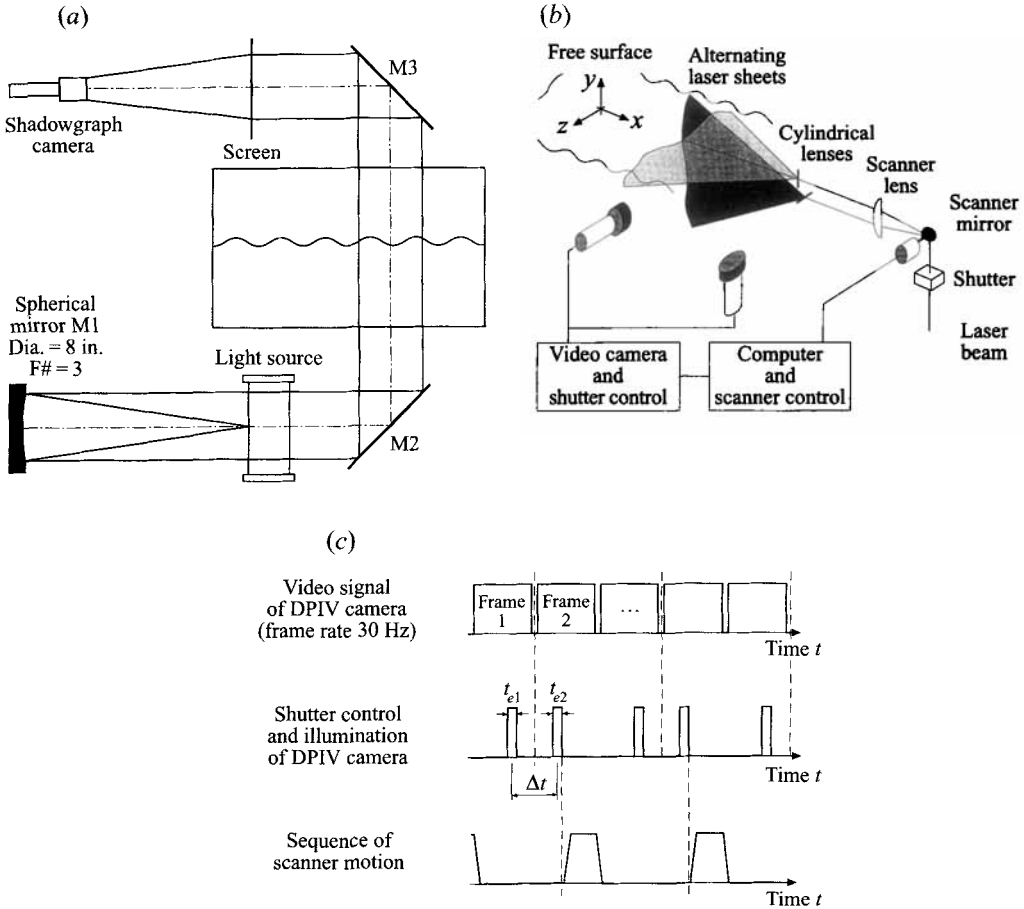 (a)
M3
Shadowgraph
camera
Screen
Spherical
mirror M1
Dia. = 8 in.
F# = 3
Light source
M2
(b)
Free surface
Alternating
laser sheets
y
z
x
Cylindrical
lenses
Scanner
lens
Scanner
mirror
Shutter
Laser
beam
Video camera
and
shutter control
Computer
and
scanner control
(c)
Video signal
of DPIV camera
(frame rate 30 Hz)
Frame
1
Frame
2
...
Time t
Shutter control
and illumination
of DPIV camera
te1
te2
Δt
Time t
Sequence of
scanner motion
Time t